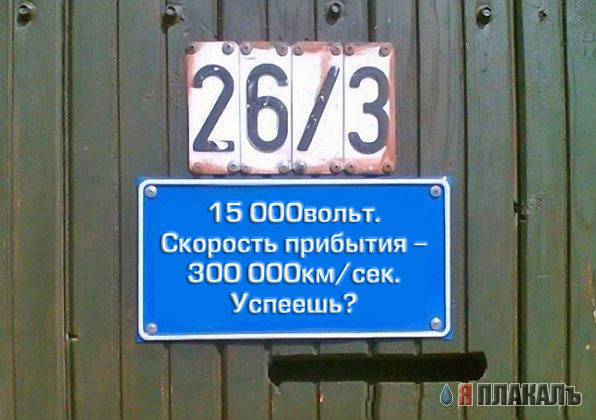 26/3
15 000вольт.
Скорость прибытия –
300 000км/сек.
Успеешь?
ЯПЛАКАЛЪ